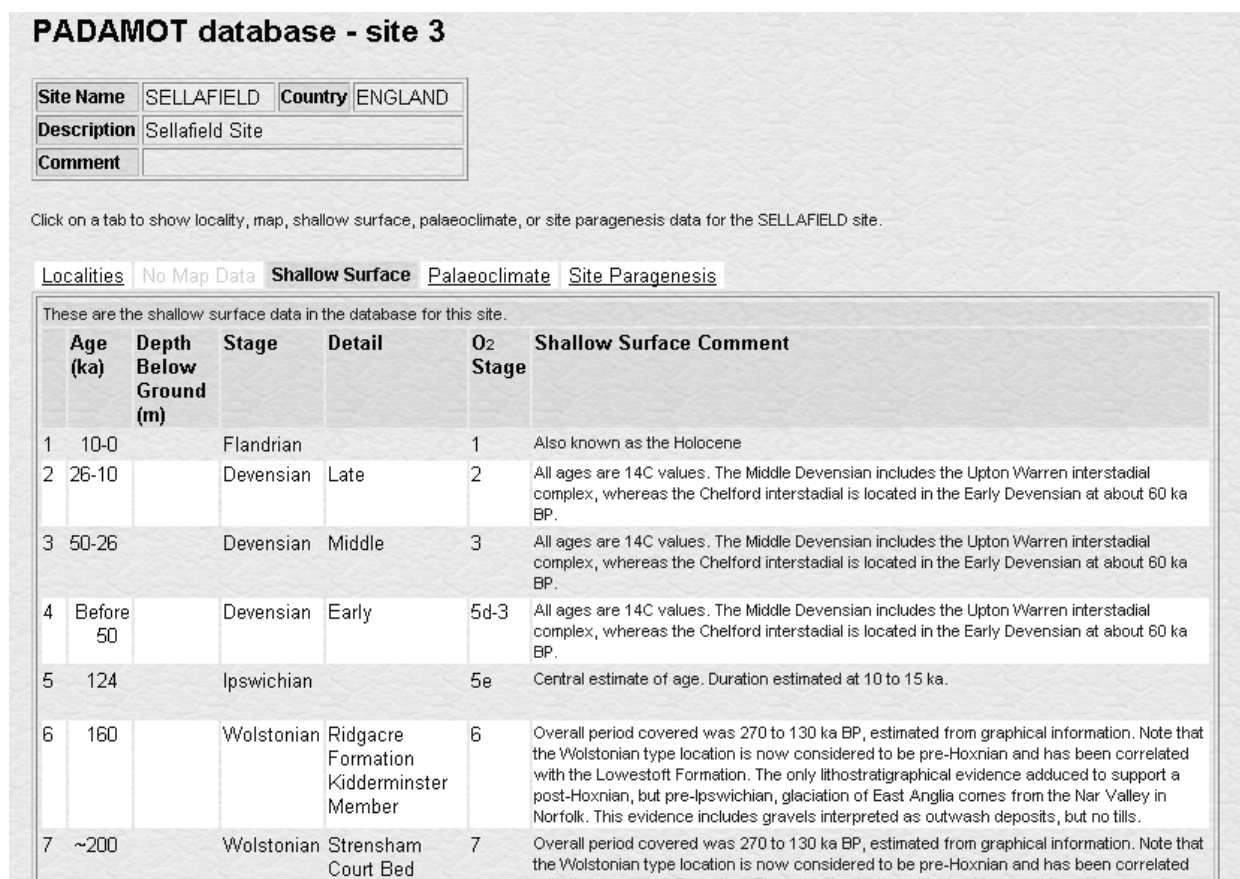 PADAMOT database - site 3
Site Name SELLAFIELD Country ENGLAND
Description Sellafield Site
Comment
Click on a tab to show locality, map, shallow surface, palaeoclimate, or site paragenesis data for the SELLAFIELD site.
Localities No Map Data Shallow Surface Palaeoclimate Site Paragenesis
These are the shallow surface data in the database for this site.
Age (ka) Depth Below Ground (m) Stage Detail O2 Stage Shallow Surface Comment
1 10-0 Flandrian 1 Also known as the Holocene
2 26-10 Devensian Late 2 All ages are 14C values. The Middle Devensian includes the Upton Warren interstadial
complex, whereas the Chelford interstadial is located in the Early Devensian at about 60 ka
BP.
3 50-26 Devensian Middle 3 All ages are 14C values. The Middle Devensian includes the Upton Warren interstadial
complex, whereas the Chelford interstadial is located in the Early Devensian at about 60 ka
BP.
4 Before 50 Devensian Early 5d-3 All ages are 14C values. The Middle Devensian includes the Upton Warren interstadial
complex, whereas the Chelford interstadial is located in the Early Devensian at about 60 ka
BP.
5 124 Ipswichian 5e Central estimate of age. Duration estimated at 10 to 15 ka.
6 160 Wolstonian Ridgacre 6 Overall period covered was 270 to 130 ka BP, estimated from graphical information. Note that
Formation the Wolstonian type location is now considered to be pre-Hoxnian and has been correlated
Kidderminster with the Lowestoft Formation. The only lithostratigraphical evidence adduced to support a
Member post-Hoxnian, but pre-Ipswichian, glaciation of East Anglia comes from the Nar Valley in
Norfolk. This evidence includes gravels interpreted as outwash deposits, but no tills.
7 ~200 Wolstonian Strensham 7 Overall period covered was 270 to 130 ka BP, estimated from graphical information. Note that
Court Bed the Wolstonian type location is now considered to be pre-Hoxnian and has been correlated